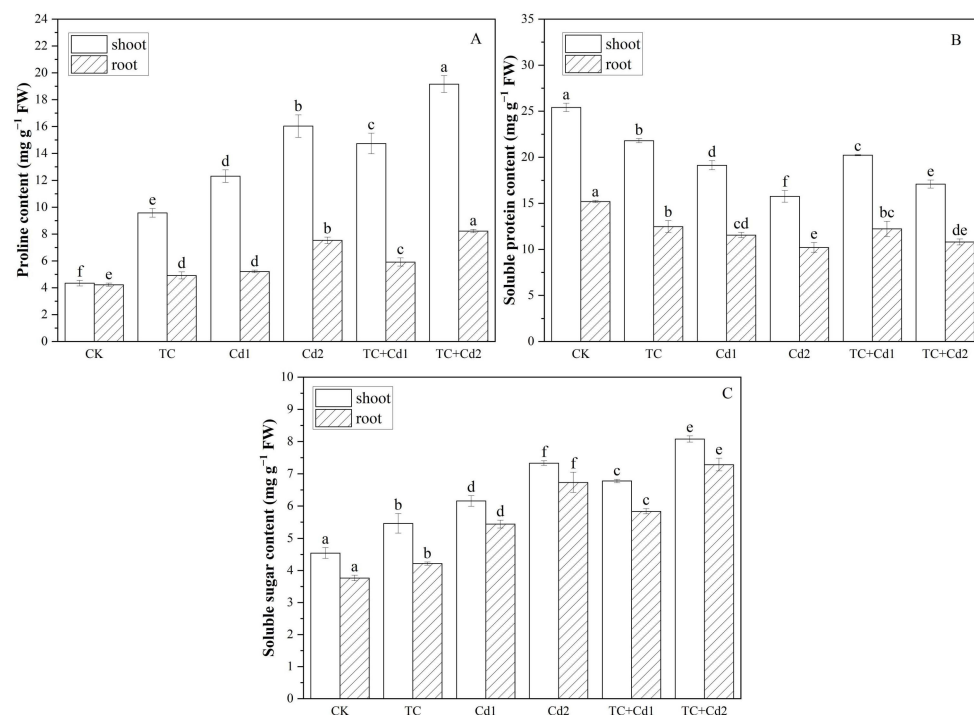 A
shoot
root
Proline content (mg g⁻¹ FW)
24
22
20
18
16
14
12
10
8
6
4
2
0
f
e
e
d
d
d
b
b
c
c
a
a
CK
TC
Cd1
Cd2
TC+Cd1
TC+Cd2
B
shoot
root
Soluble protein content (mg g⁻¹ FW)
35
30
25
20
15
10
5
0
a
a
b
b
d
cd
f
e
c
bc
e
de
CK
TC
Cd1
Cd2
TC+Cd1
TC+Cd2
C
shoot
root
Soluble sugar content (mg g⁻¹ FW)
10
9
8
7
6
5
4
3
2
1
0
a
a
b
b
d
d
f
f
c
c
e
e
CK
TC
Cd1
Cd2
TC+Cd1
TC+Cd2